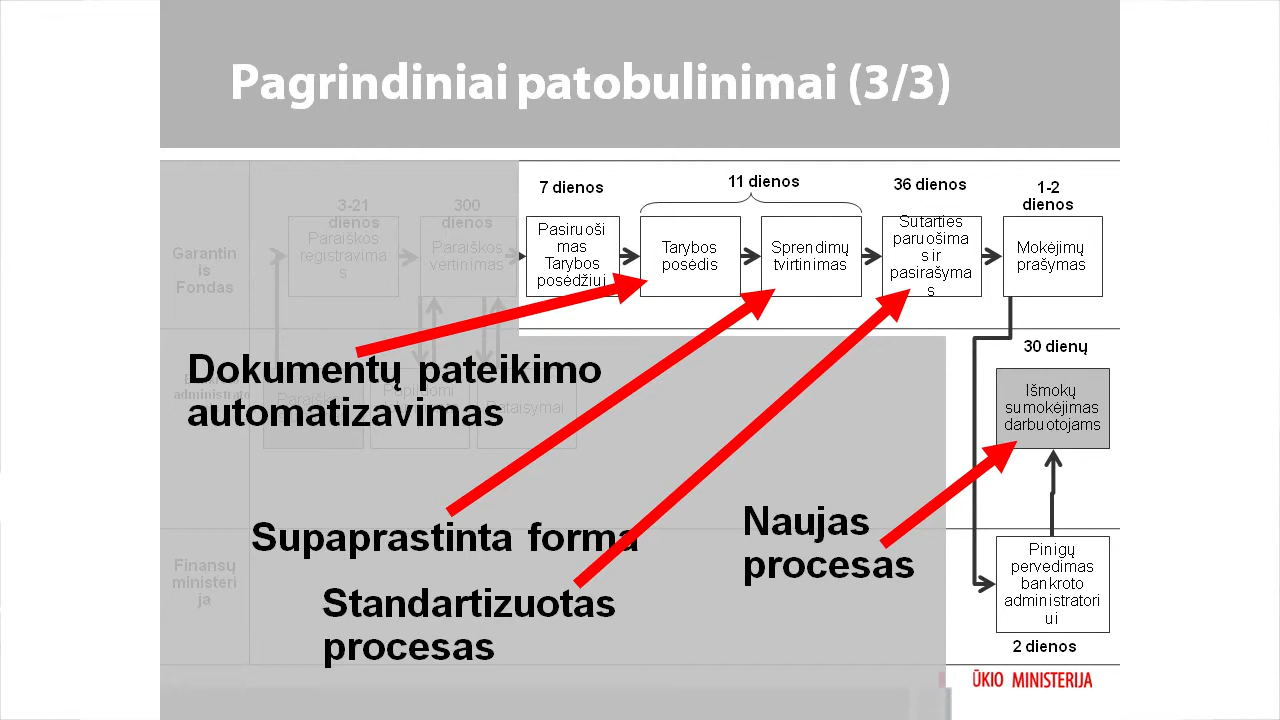 Pagrindiniai patobulinimai (3/3)
3-21
dienos
300
dienos
7 dienos
11 dienos
36 dienos
1-2
dienos
Garantin
is
Fondas
Paraiškos
registravima
s
Paraiškos
vertinimas
Pasiruoši
mas
Tarybos
posėdžiui
Tarybos
posėdis
Sprendimų
tvirtinimas
Sutarties
paruošima
s ir
pasirašyma
s
Mokėjimų
prašymas
Dokumentų pateikimo
automatizavimas
administrato
30 dienų
Išmokų
sumokėjimas
darbuotojams
Supaprastinta forma
Naujas
procesas
Standartizuotas
procesas
Finansų
ministeri
ja
Pinigų
pervedimas
bankroto
administratori
ui
2 dienos
ŪKIO MINISTERIJA